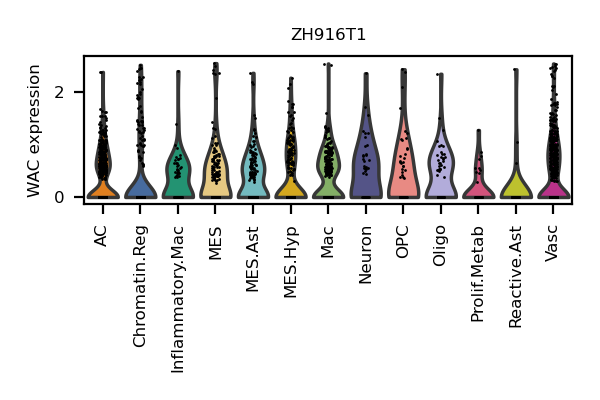 ZH916T1
WAC expression
2
0
AC
Chromatin.Reg
Inflammatory.Mac
MES
MES.Ast
MES.Hyp
Mac
Neuron
OPC
Oligo
Prolif.Metab
Reactive.Ast
Vasc